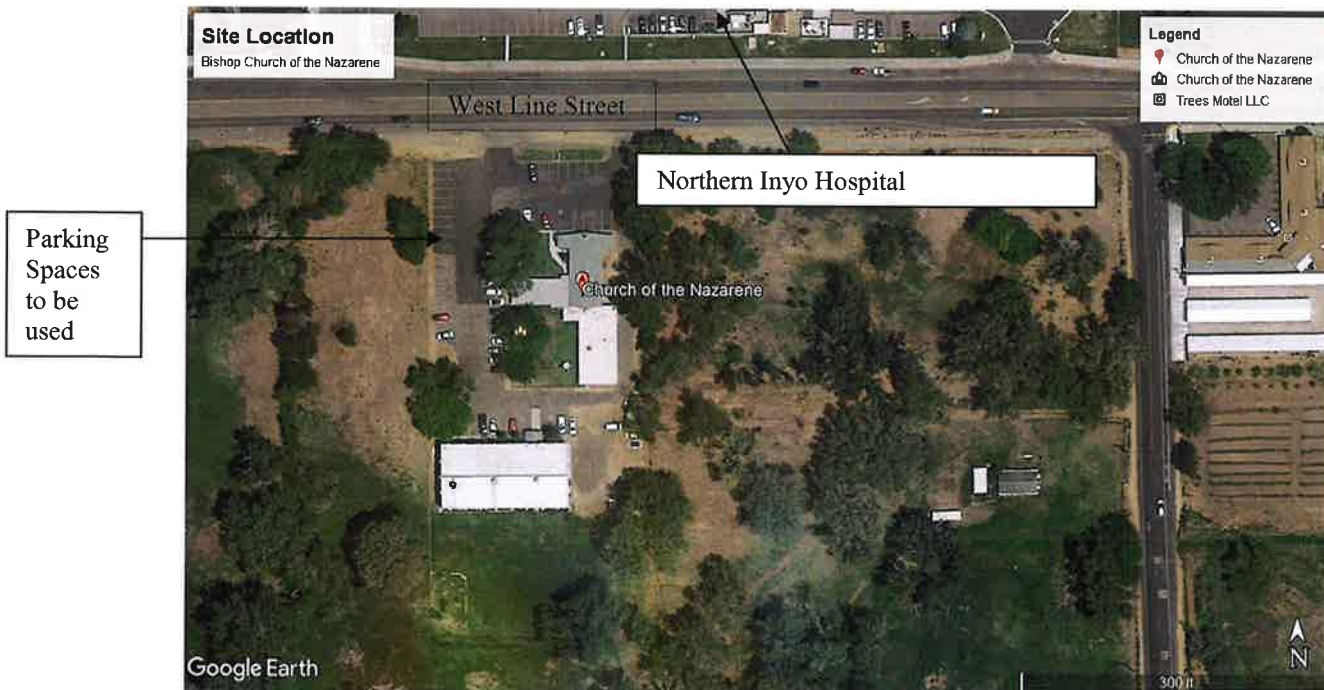 Site Location
Bishop Church of the Nazarene
Legend
Church of the Nazarene
Church of the Nazarene
Trees Motel LLC
West Line Street
Northern Inyo Hospital
Parking
Spaces
to be
used
Church of the Nazarene
Google Earth
N
300 ft